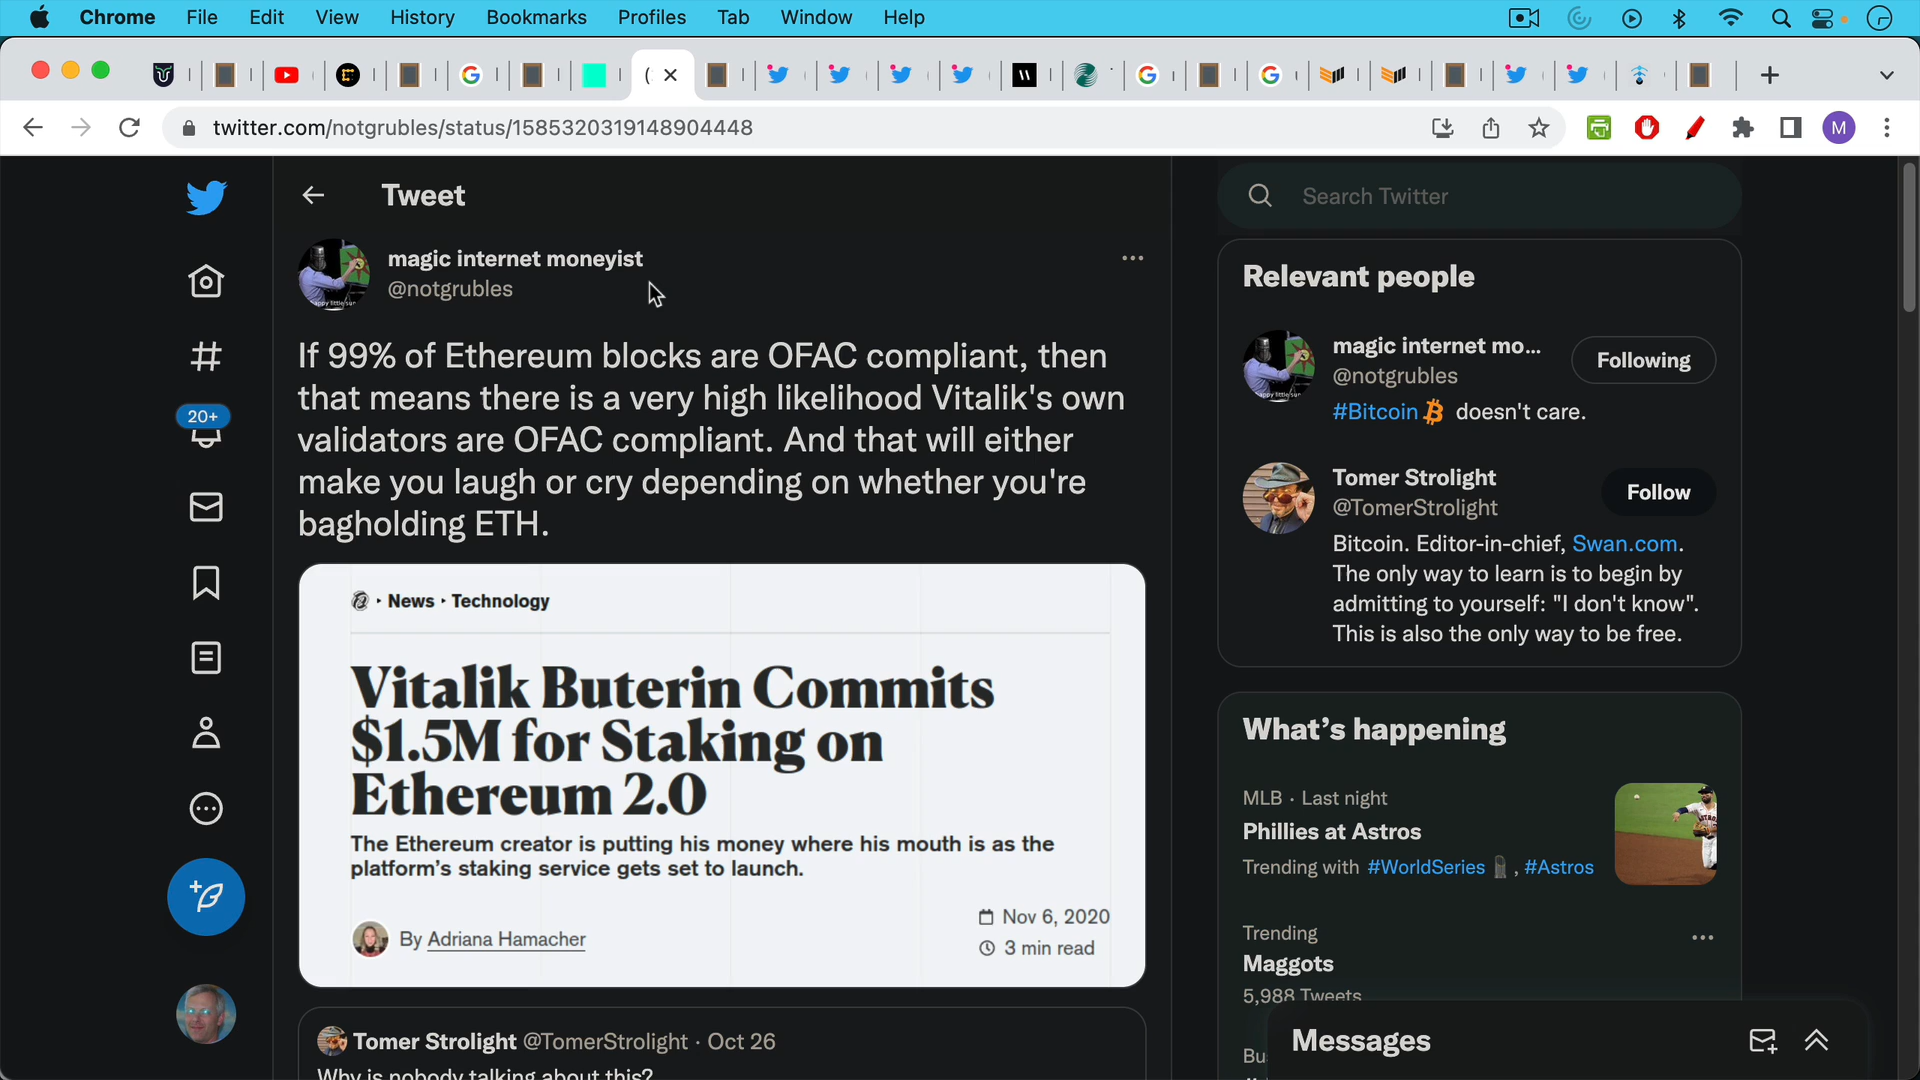 Chrome File Edit View History Bookmarks Profiles Tab Window Help
(
twitter.com/notgrubles/status/1585320319148904448
M
Tweet
magic internet moneyist
@notgrubles
If 99% of Ethereum blocks are OFAC compliant, then
that means there is a very high likelihood Vitalik's own
validators are OFAC compliant. And that will either
make you laugh or cry depending on whether you're
bagholding ETH.
News · Technology
Vitalik Buterin Commits
$1.5M for Staking on
Ethereum 2.0
The Ethereum creator is putting his money where his mouth is as the
platform's staking service gets set to launch.
By Adriana Hamacher
Nov 6, 2020
3 min read
Tomer Strolight @TomerStrolight · Oct 26
Why is nobody talking about this?
20+
Search Twitter
Relevant people
magic internet mo...
@notgrubles
Following
#Bitcoin doesn't care.
Tomer Strolight
@TomerStrolight
Follow
Bitcoin. Editor-in-chief, Swan.com.
The only way to learn is to begin by
admitting to yourself: "I don't know".
This is also the only way to be free.
What's happening
MLB · Last night
Phillies at Astros
Trending with #WorldSeries , #Astros
Trending
Maggots
5,988 Tweets
Bu
Messages